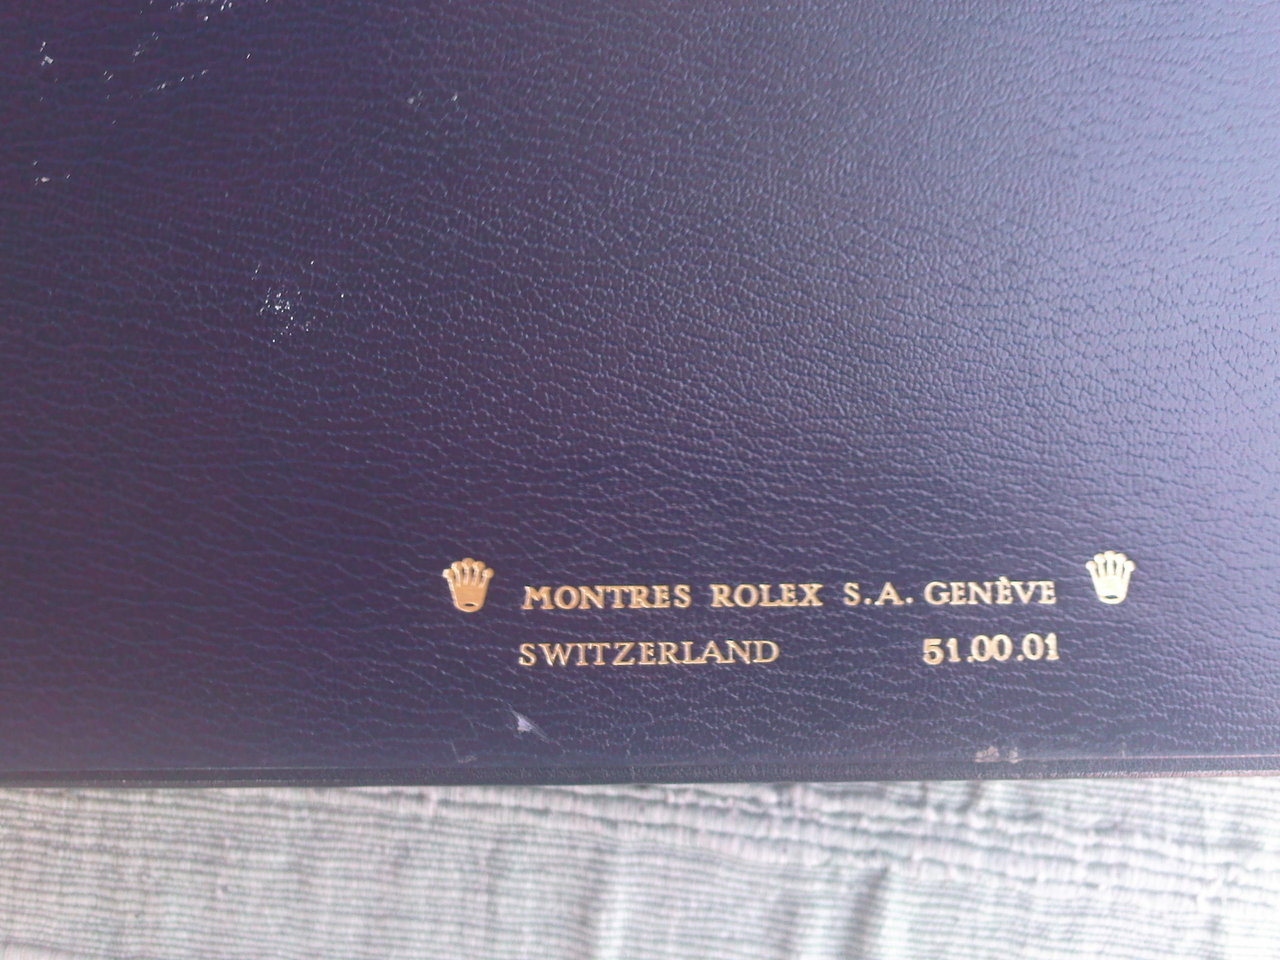 MONTRES ROLEX S.A. GENÈVE
SWITZERLAND 51.00.01